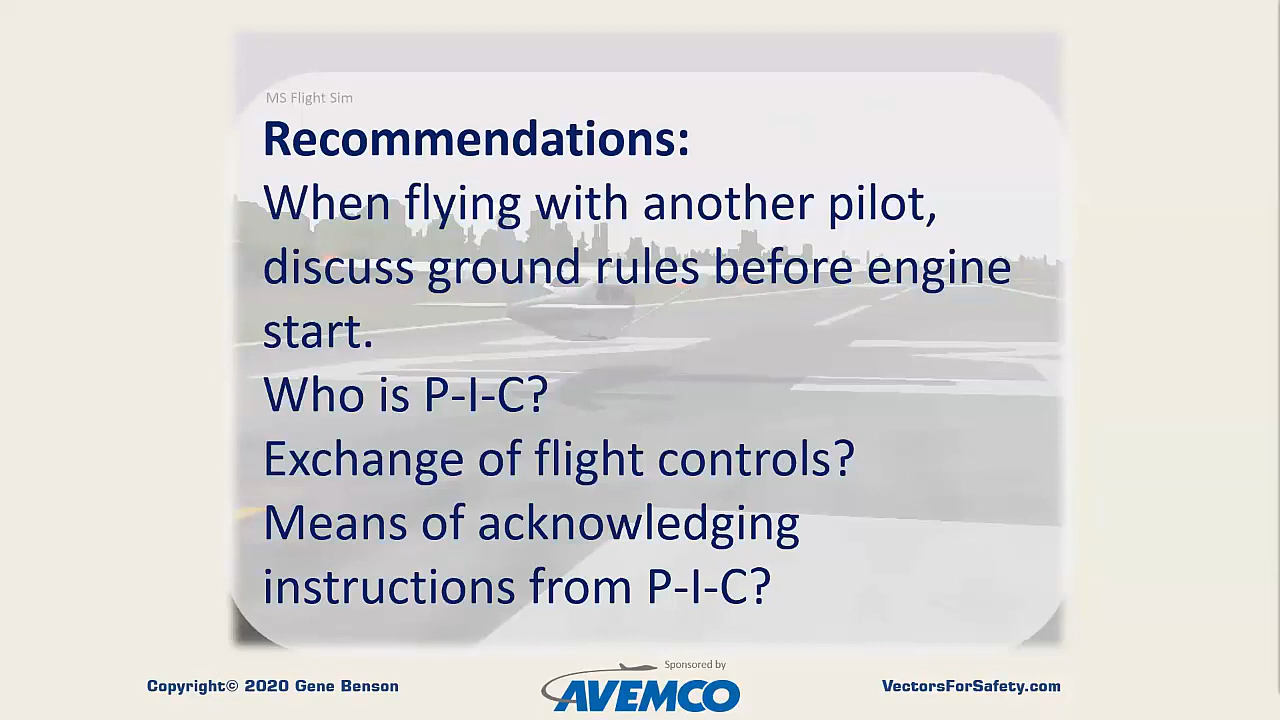 MS Flight Sim
Recommendations:
When flying with another pilot,
discuss ground rules before engine
start.
Who is P-I-C?
Exchange of flight controls?
Means of acknowledging
instructions from P-I-C?
Sponsored by
AVEMCO
Copyright© 2020 Gene Benson
VectorsForSafety.com